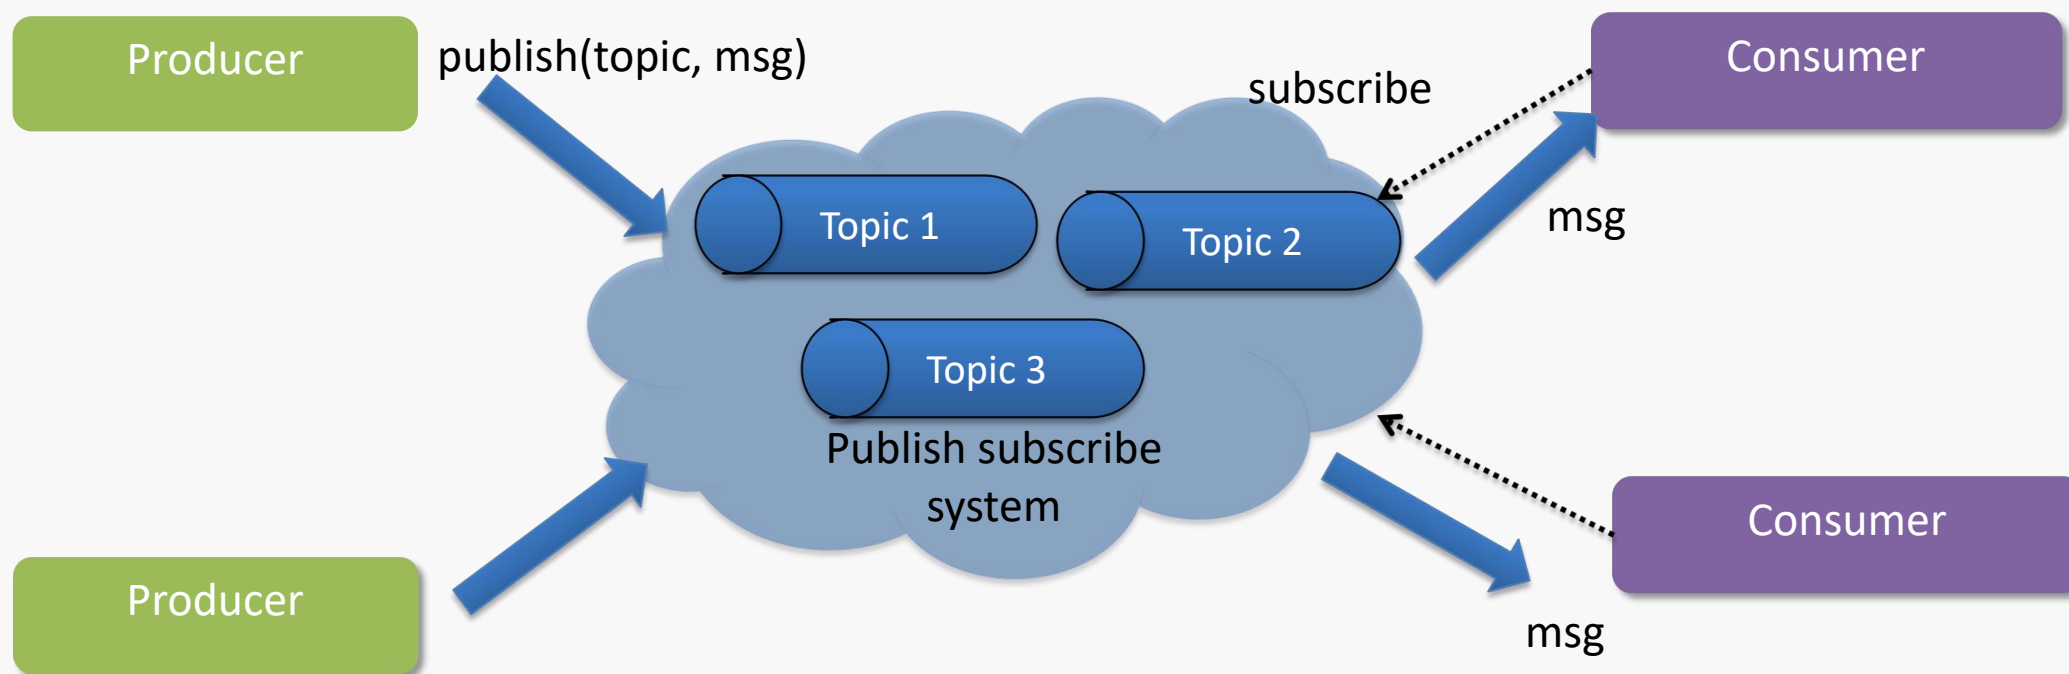 Producer
publish(topic, msg)
Consumer
subscribe
Topic 1
Topic 2
msg
Topic 3
Publish subscribe
system
Consumer
Producer
msg